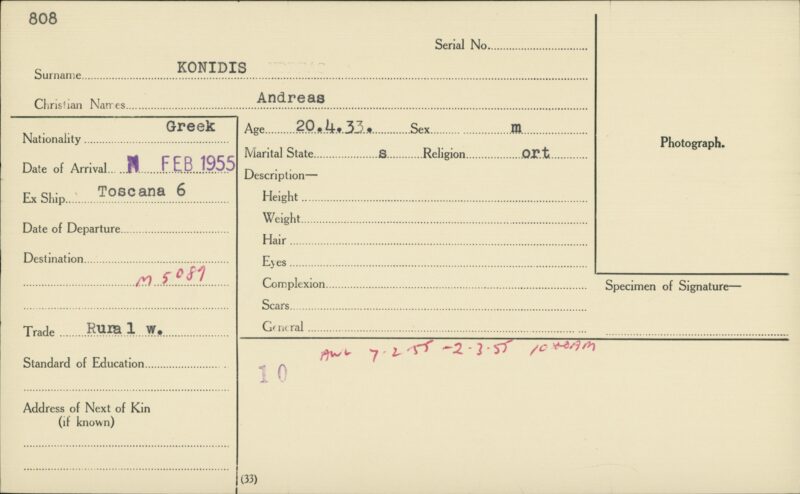 808
Serial No.
Surname KONIDIS
Christian Names Andreas
Nationality Greek
Date of Arrival FEB 1955
Ex Ship Toscana 6
Date of Departure
Destination
M 5089
Trade Rural w.
Standard of Education
Address of Next of Kin
(if known)
Age 20.4.33. Sex m
Marital State s Religion ort
Description—
Height
Weight
Hair
Eyes
Complexion
Scars
General
Photograph.
Specimen of Signature—
AWL 7.2.55 -2.3.55
10
(33)